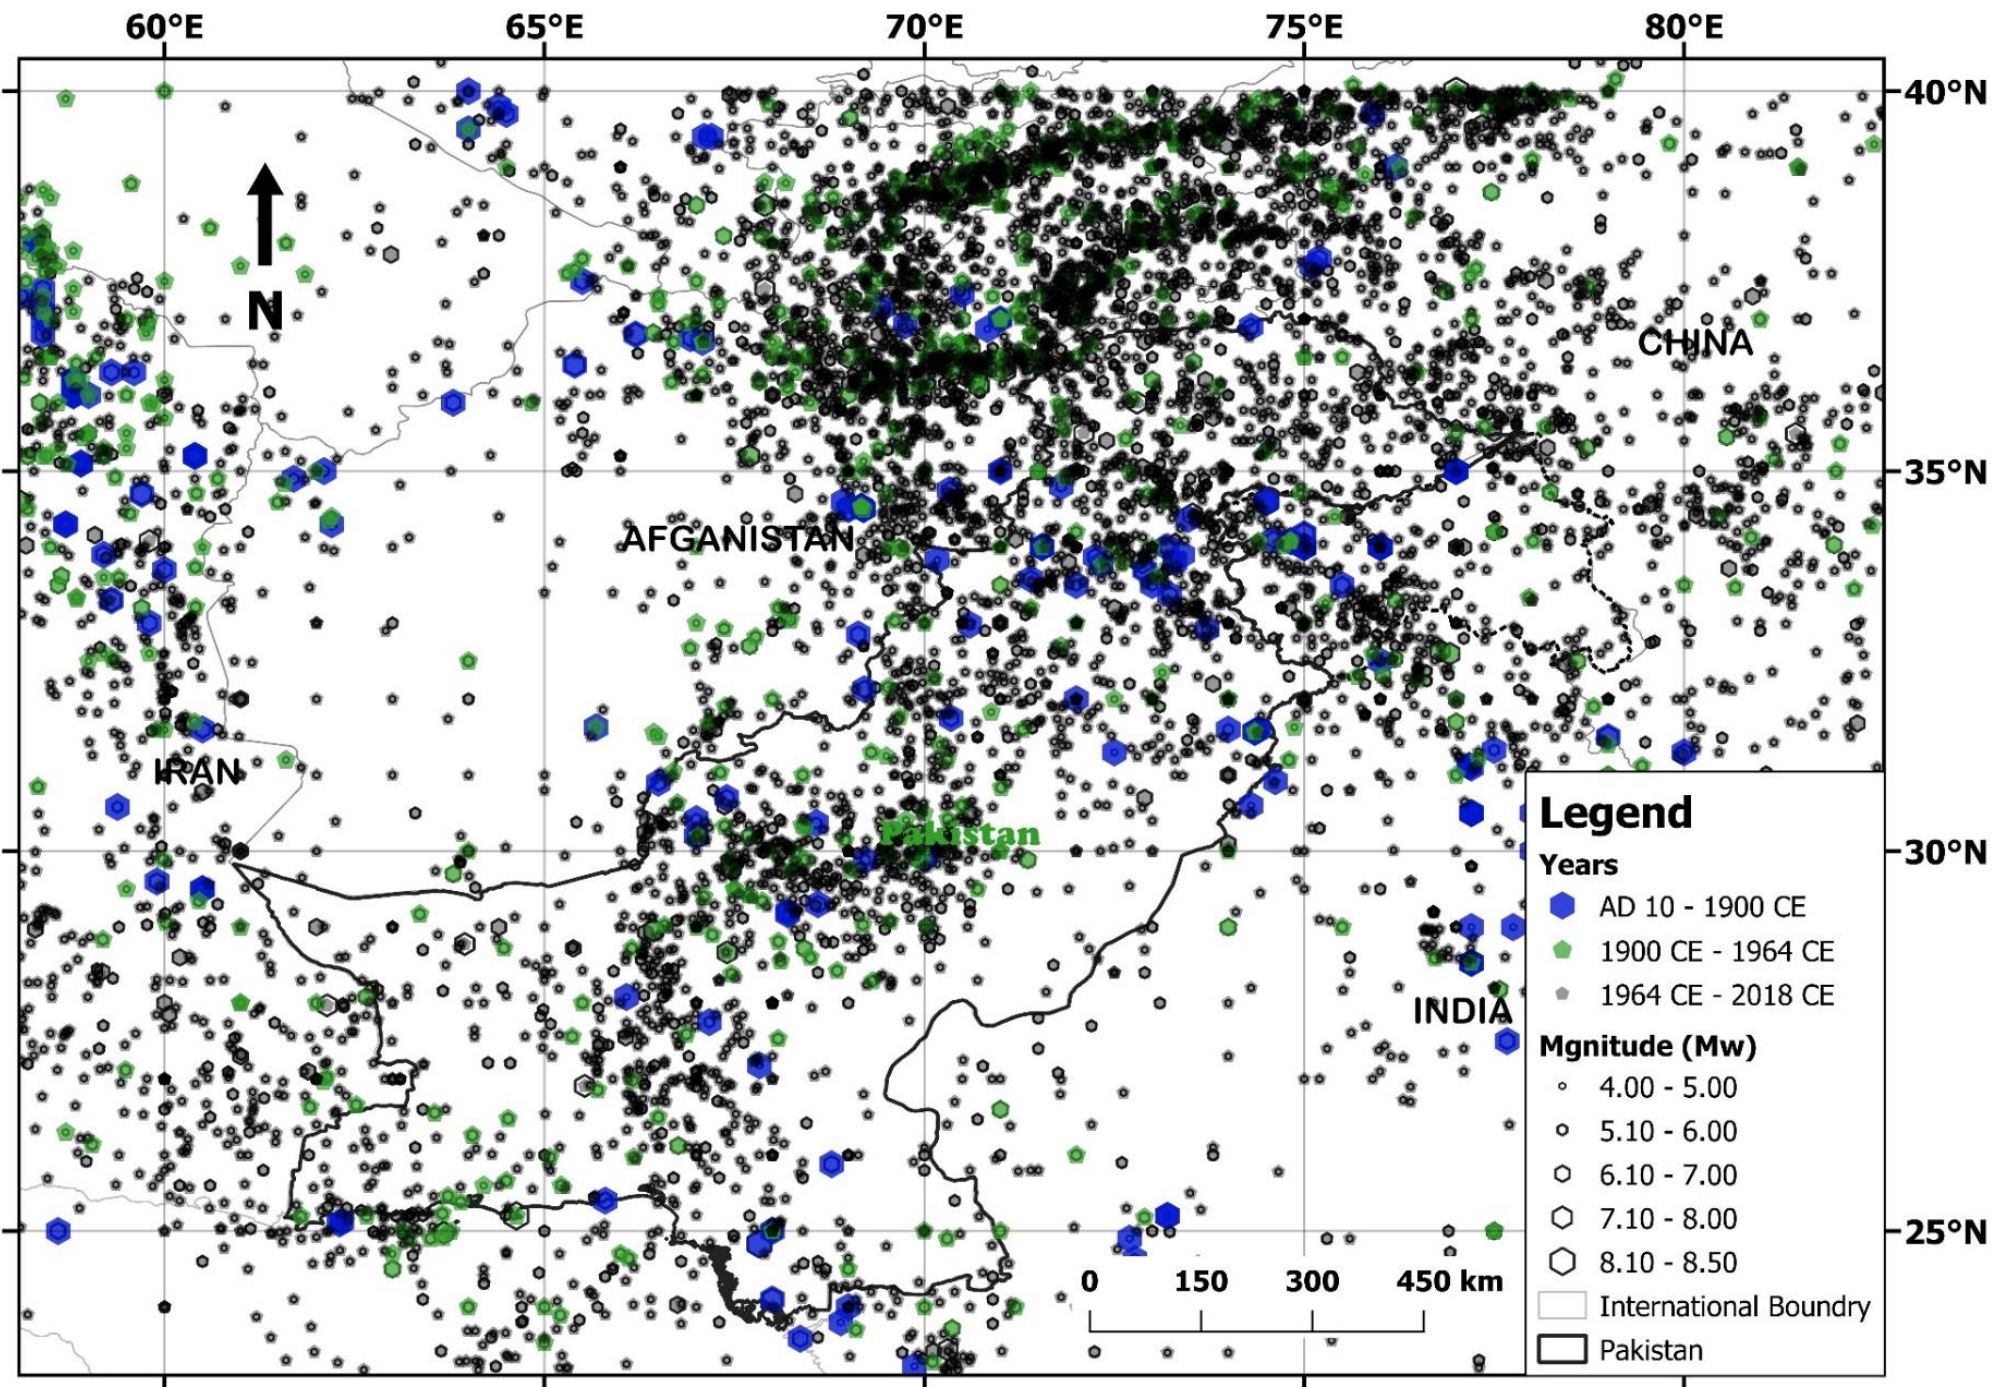 60°E 65°E 70°E 75°E 80°E
40°N
N
CHINA
35°N
AFGANISTAN
IRAN
Pakistan
30°N
INDIA
25°N
0 150 300 450 km
Legend
Years
AD 10 - 1900 CE
1900 CE - 1964 CE
1964 CE - 2018 CE
Mgnitude (Mw)
4.00 - 5.00
5.10 - 6.00
6.10 - 7.00
7.10 - 8.00
8.10 - 8.50
International Boundry
Pakistan